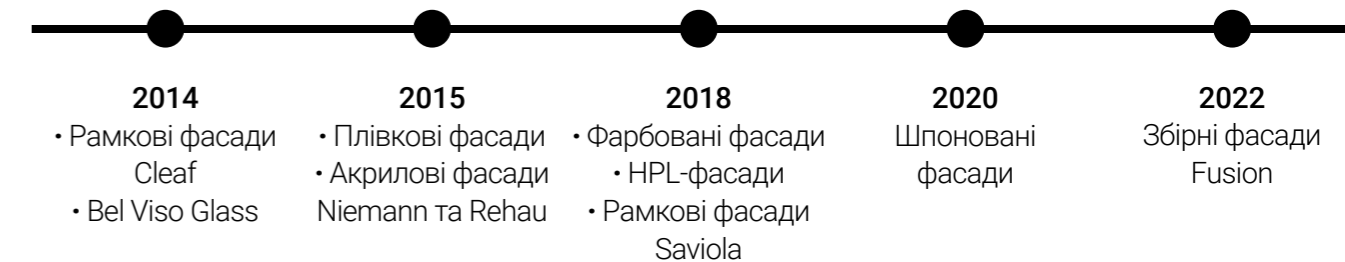 2014
• Рамкові фасади
Cleaf
• Bel Viso Glass
2015
• Плівкові фасади
• Акрилові фасади
Niemann та Rehau
2018
• Фарбовані фасади
• HPL-фасади
• Рамкові фасади
Saviola
2020
Шпоновані
фасади
2022
Збірні фасади
Fusion